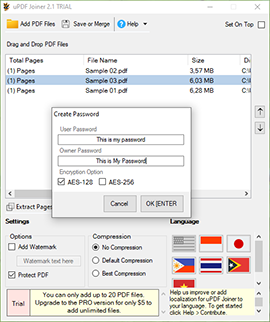 uPDF Joiner 2.1 TRIAL
Add PDF Files Save or Merge Help Set On Top
Drag and Drop PDF Files
Total Pages File Name Size
(1) Pages Sample 02.pdf 3,57 MB C:\
(1) Pages Sample 03.pdf 6,03 MB C:\
(1) Pages Sample 01.pdf 6,28 MB C:\
Create Password
User Password
This is my password
Owner Password
This is My Password
Encryption Option
AES-128 AES-256
Cancel OK |ENTER
Extract Pages
Settings Language
Options Compression
Add Watermark No Compression
Watermark text here Default Compression
Protect PDF Best Compression
Trial
You can only add up to 20 PDF files.
Upgrade to the PRO version for only $5 to
add unlimited files.
Help us improve or add
localization for uPDF Joiner to
your language. To get started
click Help > Contribute.